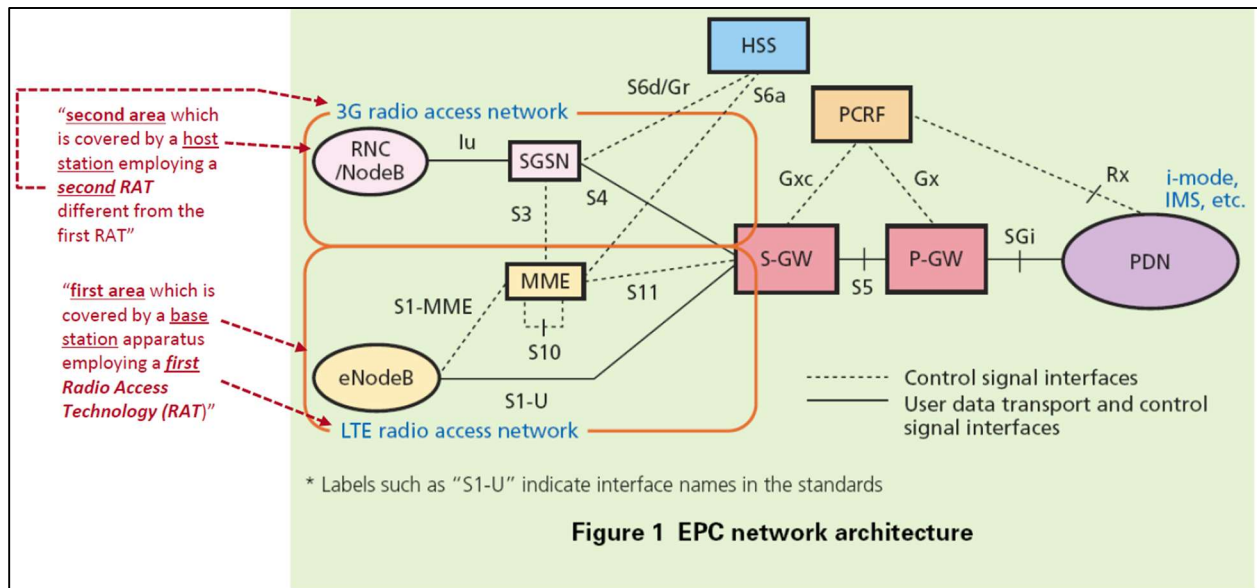 HSS
S6d/Gr
S6a
3G radio access network
PCRF
“second area which
is covered by a host
station employing a
second RAT
different from the
first RAT”
RNC
/NodeB
Iu
SGSN
Gxc
Gx
Rx
i-mode,
IMS, etc.
S3
S4
S-GW
P-GW
SGi
PDN
S5
MME
S11
“first area which is
covered by a base
station apparatus
employing a first
Radio Access
Technology (RAT)”
S1-MME
S10
eNodeB
S1-U
LTE radio access network
Control signal interfaces
User data transport and control
signal interfaces
* Labels such as “S1-U” indicate interface names in the standards
Figure 1 EPC network architecture